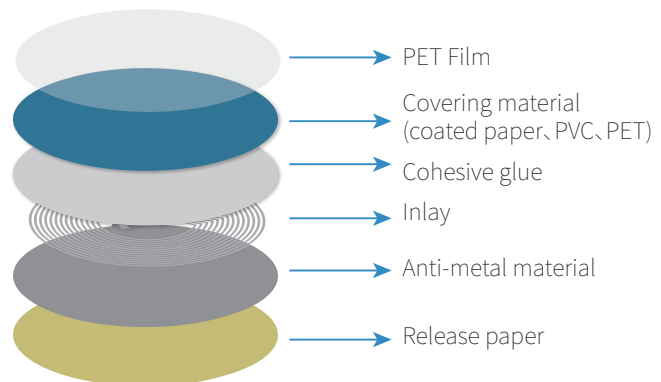 PET Film
Covering material
(coated paper、PVC、PET)
Cohesive glue
Inlay
Anti-metal material
Release paper